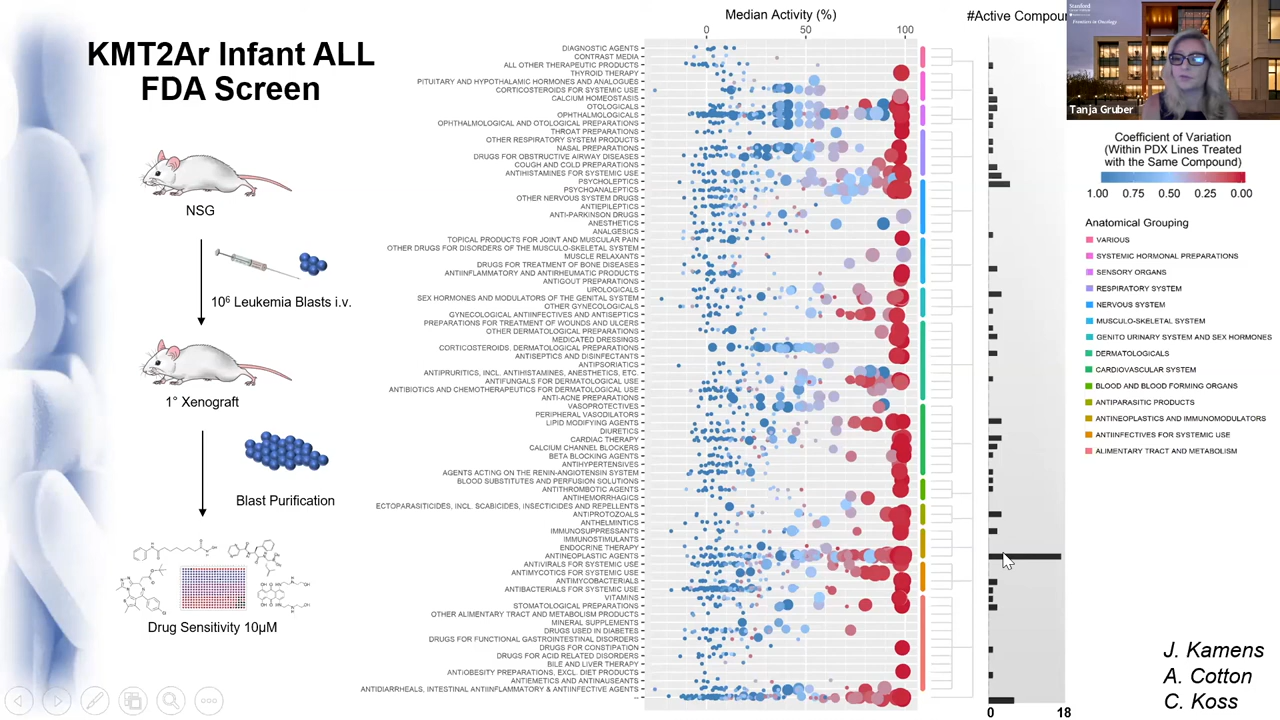 KMT2Ar Infant ALL
FDA Screen
NSG
10⁶ Leukemia Blasts i.v.
1° Xenograft
Blast Purification
Drug Sensitivity 10µM
Median Activity (%)
0 50 100
DIAGNOSTIC AGENTS
CONTRAST MEDIA
ALL OTHER THERAPEUTIC PRODUCTS
THYROID THERAPY
PITUITARY AND HYPOTHALAMIC HORMONES AND ANALOGUES
CORTICOSTEROIDS FOR SYSTEMIC USE
CALCIUM HOMEOSTASIS
OTOLOGICALS
OPHTHALMOLOGICALS
OPHTHALMOLOGICAL AND OTOLOGICAL PREPARATIONS
THROAT PREPARATIONS
OTHER RESPIRATORY SYSTEM PRODUCTS
NASAL PREPARATIONS
DRUGS FOR OBSTRUCTIVE AIRWAY DISEASES
COUGH AND COLD PREPARATIONS
ANTIHISTAMINES FOR SYSTEMIC USE
PSYCHOLEPTICS
PSYCHOANALEPTICS
OTHER NERVOUS SYSTEM DRUGS
ANTIEPILEPTICS
ANTI-PARKINSON DRUGS
ANESTHETICS
ANALGESICS
TOPICAL PRODUCTS FOR JOINT AND MUSCULAR PAIN
OTHER DRUGS FOR DISORDERS OF THE MUSCULO-SKELETAL SYSTEM
MUSCLE RELAXANTS
DRUGS FOR TREATMENT OF BONE DISEASES
ANTIINFLAMMATORY AND ANTIRHEUMATIC PRODUCTS
ANTIGOUT PREPARATIONS
UROLOGICALS
SEX HORMONES AND MODULATORS OF THE GENITAL SYSTEM
OTHER GYNECOLOGICALS
GYNECOLOGICAL ANTIINFECTIVES AND ANTISEPTICS
PREPARATIONS FOR TREATMENT OF WOUNDS AND ULCERS
OTHER DERMATOLOGICAL PREPARATIONS
MEDICATED DRESSINGS
CORTICOSTEROIDS, DERMATOLOGICAL PREPARATIONS
ANTISEPTICS AND DISINFECTANTS
ANTIPSORIATICS
ANTIPRURITICS, INCL. ANTIHISTAMINES, ANESTHETICS, ETC.
ANTIFUNGALS FOR DERMATOLOGICAL USE
ANTIBIOTICS AND CHEMOTHERAPEUTICS FOR DERMATOLOGICAL USE
ANTI-ACNE PREPARATIONS
VASOPROTECTIVES
PERIPHERAL VASODILATORS
LIPID MODIFYING AGENTS
DIURETICS
CARDIAC THERAPY
CALCIUM CHANNEL BLOCKERS
BETA BLOCKING AGENTS
ANTIHYPERTENSIVES
AGENTS ACTING ON THE RENIN-ANGIOTENSIN SYSTEM
BLOOD SUBSTITUTES AND PERFUSION SOLUTIONS
ANTITHROMBOTIC AGENTS
ANTIHEMORRHAGICS
ECTOPARASITICIDES, INCL. SCABICIDES, INSECTICIDES AND REPELLENTS
ANTIPROTOZOALS
ANTHELMINTICS
IMMUNOSUPPRESSANTS
IMMUNOSTIMULANTS
ENDOCRINE THERAPY
ANTINEOPLASTIC AGENTS
ANTIVIRALS FOR SYSTEMIC USE
ANTIMYCOTICS FOR SYSTEMIC USE
ANTIMYCOBACTERIALS
ANTIBACTERIALS FOR SYSTEMIC USE
VITAMINS
STOMATOLOGICAL PREPARATIONS
OTHER ALIMENTARY TRACT AND METABOLISM PRODUCTS
MINERAL SUPPLEMENTS
DRUGS USED IN DIABETES
DRUGS FOR FUNCTIONAL GASTROINTESTINAL DISORDERS
DRUGS FOR CONSTIPATION
DRUGS FOR ACID RELATED DISORDERS
BILE AND LIVER THERAPY
ANTIOBESITY PREPARATIONS, EXCL. DIET PRODUCTS
ANTIEMETICS AND ANTINAUSEANTS
ANTIDIARRHEALS, INTESTINAL ANTIINFLAMMATORY & ANTIINFECTIVE AGENTS
#Active Compou
0 18
Stanford
Frontiers in Oncology
Tanja Gruber
Coefficient of Variation
(Within PDX Lines Treated
with the Same Compound)
1.00 0.75 0.50 0.25 0.00
Anatomical Grouping
VARIOUS
SYSTEMIC HORMONAL PREPARATIONS
SENSORY ORGANS
RESPIRATORY SYSTEM
NERVOUS SYSTEM
MUSCULO-SKELETAL SYSTEM
GENITO URINARY SYSTEM AND SEX HORMONES
DERMATOLOGICALS
CARDIOVASCULAR SYSTEM
BLOOD AND BLOOD FORMING ORGANS
ANTIPARASITIC PRODUCTS
ANTINEOPLASTICS AND IMMUNOMODULATORS
ANTIINFECTIVES FOR SYSTEMIC USE
ALIMENTARY TRACT AND METABOLISM
J. Kamens
A. Cotton
C. Koss